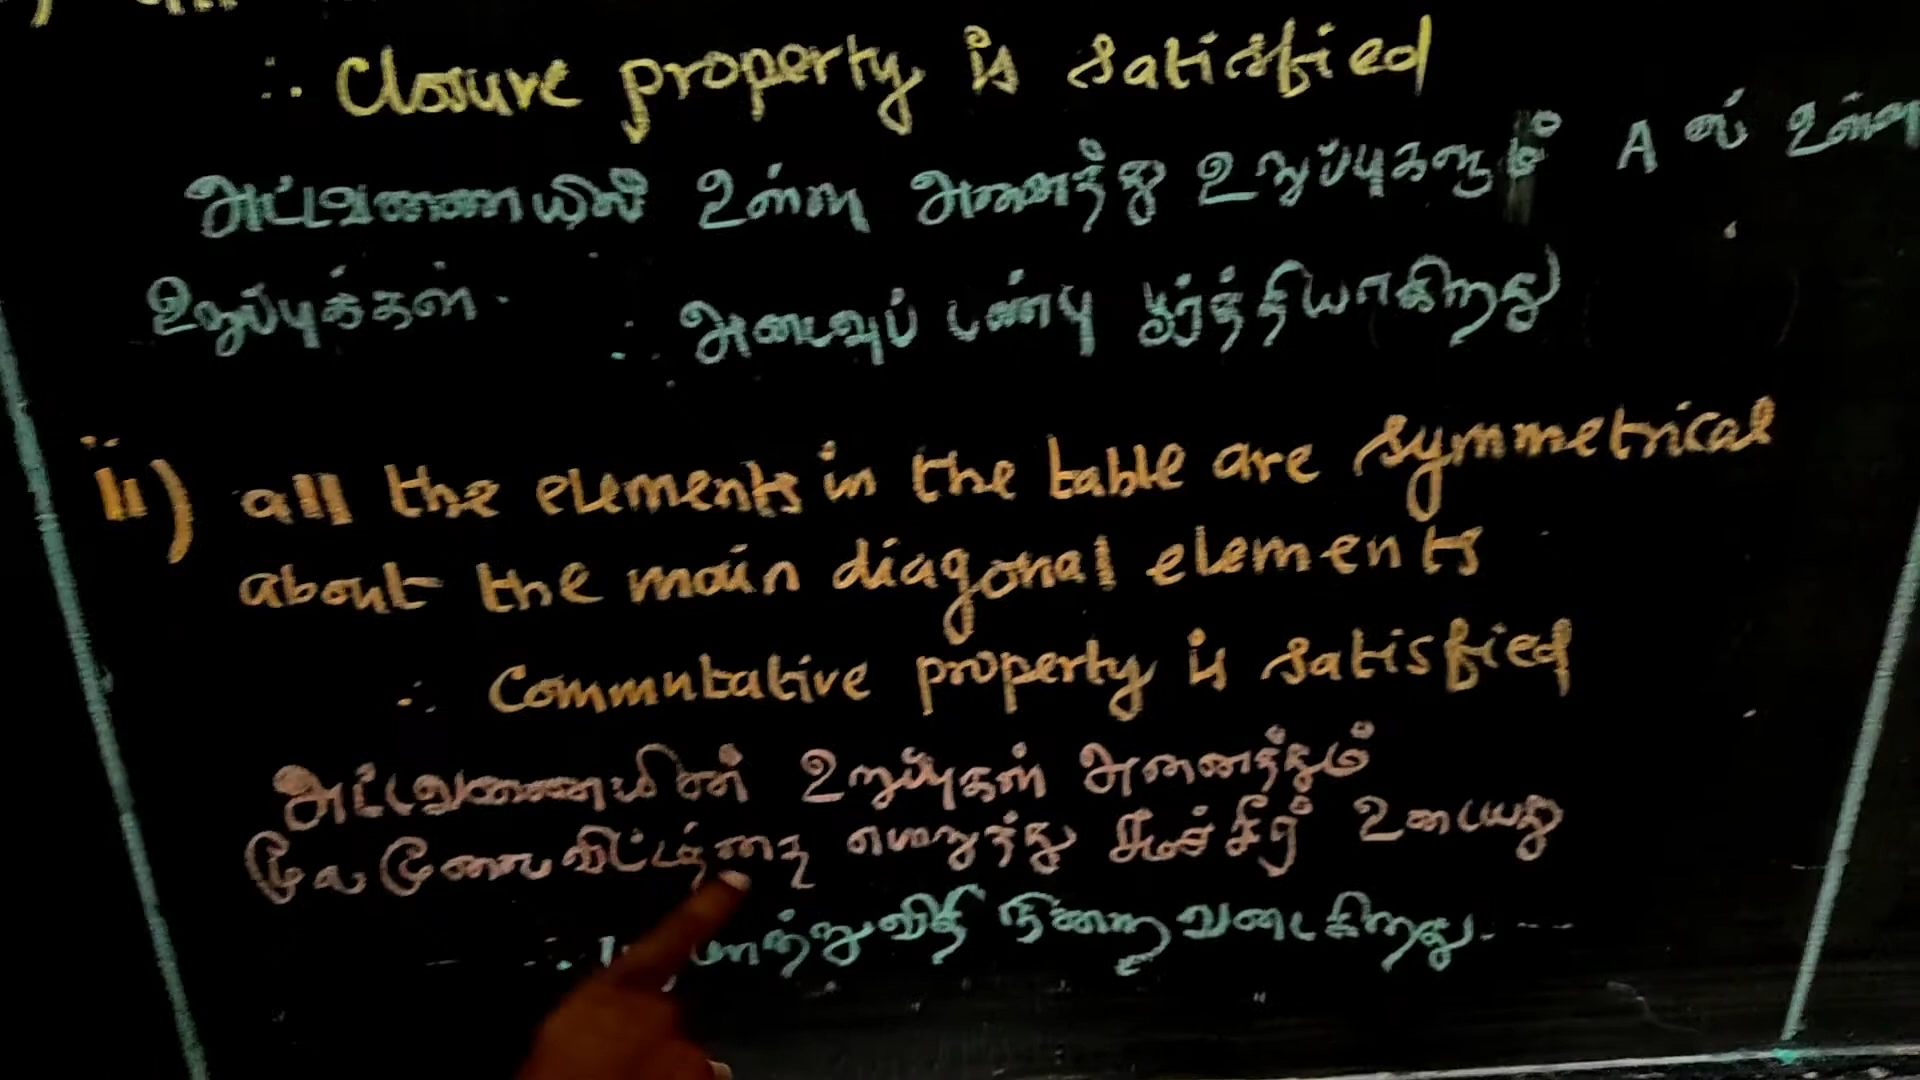 ∴ Closure property is satisfied
அட்டவணையில் உள்ள அனைத்து உறுப்புகளும் A ல் உள்ள
உறுப்புக்கள். ∴ அடைவுப் பண்பு பூர்த்தியாகிறது
ii) all the elements in the table are symmetrical
about the main diagonal elements
∴ Commutative property is satisfied
அட்டவணையின் உறுப்புகள் அனைத்தும்
மூலைவிட்டத்தை பொறுத்து சமச்சீர் உடையது
∴ நிறைவடைகிறது.